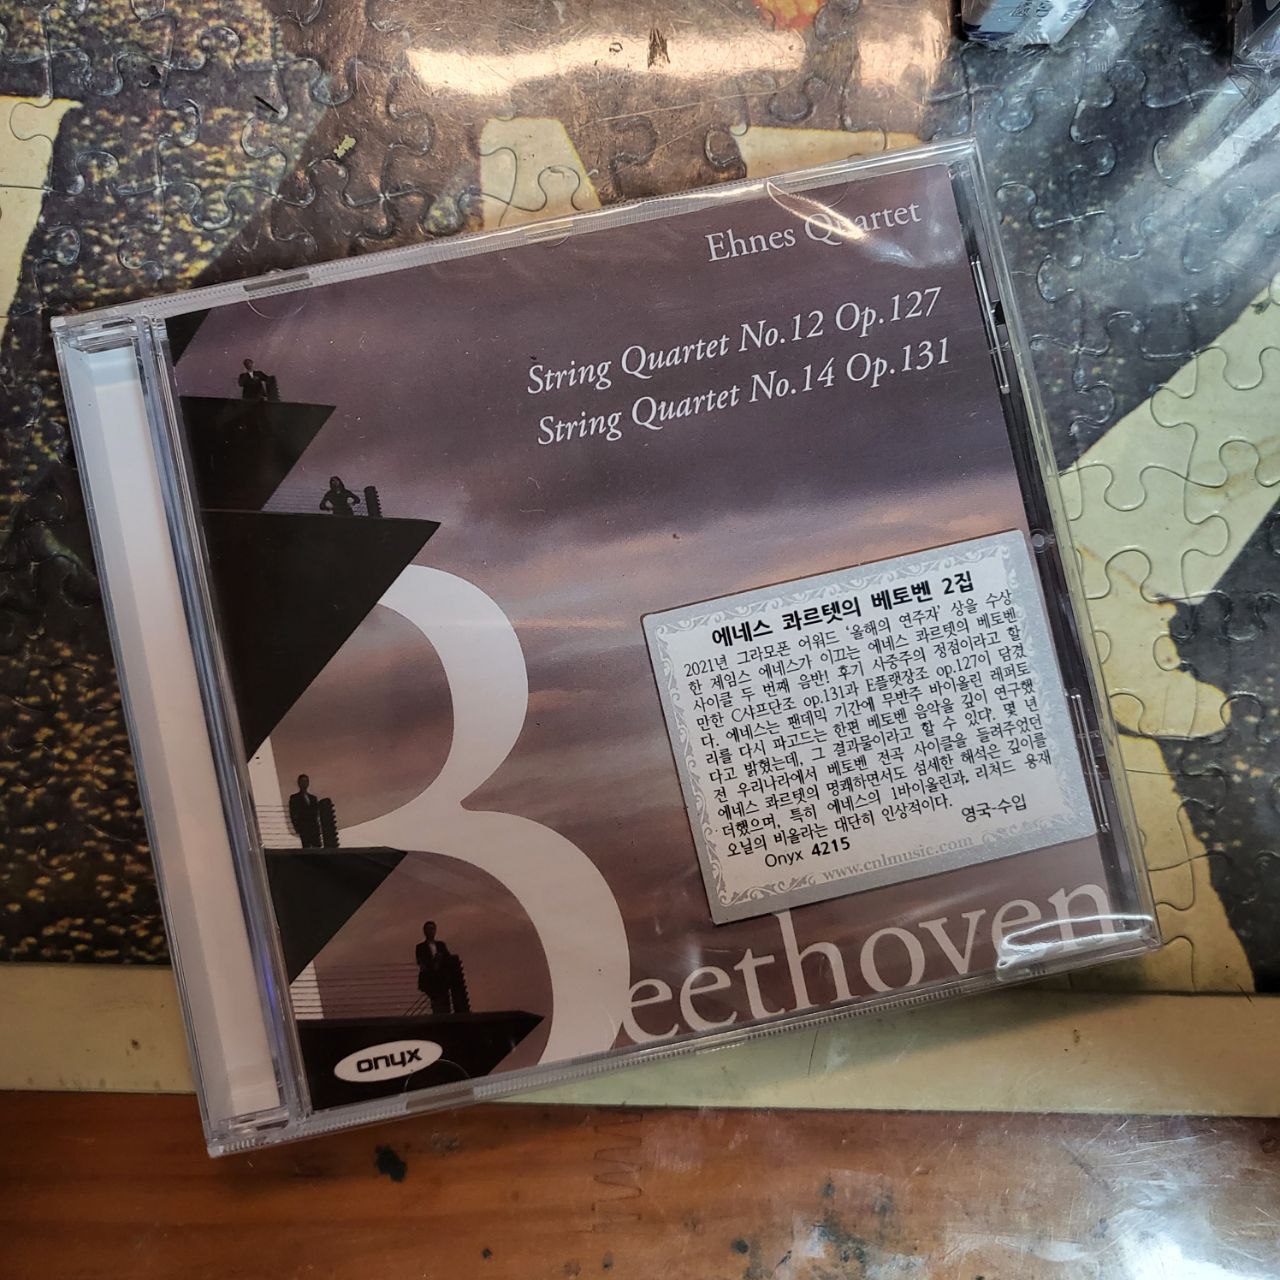 Ehnes Quartet
String Quartet No.12 Op.127
String Quartet No.14 Op.131
에네스 콰르텟의 베토벤 2집
2021년 그라모폰 어워드 ‘올해의 연주자’ 상을 수상
한 제임스 에네스가 이끄는 에네스 콰르텟의 베토벤
사이클 두 번째 음반! 후기 사중주의 정점이라고 할
만한 C샤프단조 op.131과 E플랫장조 op.127이 담겼
다. 에네스는 팬데믹 기간에 무반주 바이올린 레퍼토
리를 다시 파고드는 한편 베토벤 음악을 깊이 연구했
다고 밝혔는데, 그 결과물이라고 할 수 있다. 몇 년
전 우리나라에서 베토벤 전곡 사이클을 들려주었던
에네스 콰르텟의 명쾌하면서도 섬세한 해석은 깊이를
더했으며, 특히 에네스의 1바이올린과, 리처드 용재
오닐의 비올라는 대단히 인상적이다.
영국·수입
Onyx 4215
www.cnlmusic.com
Beethoven
onyx